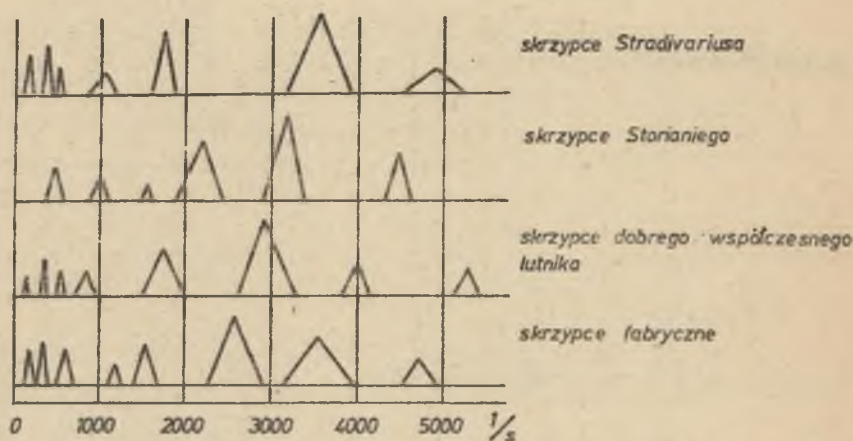 skrzypce Stradivariusa
skrzypce Storianiego
skrzypce dobrego współczesnego
lutnika
skrzypce fabryczne
0 1000 2000 3000 4000 5000 1/s